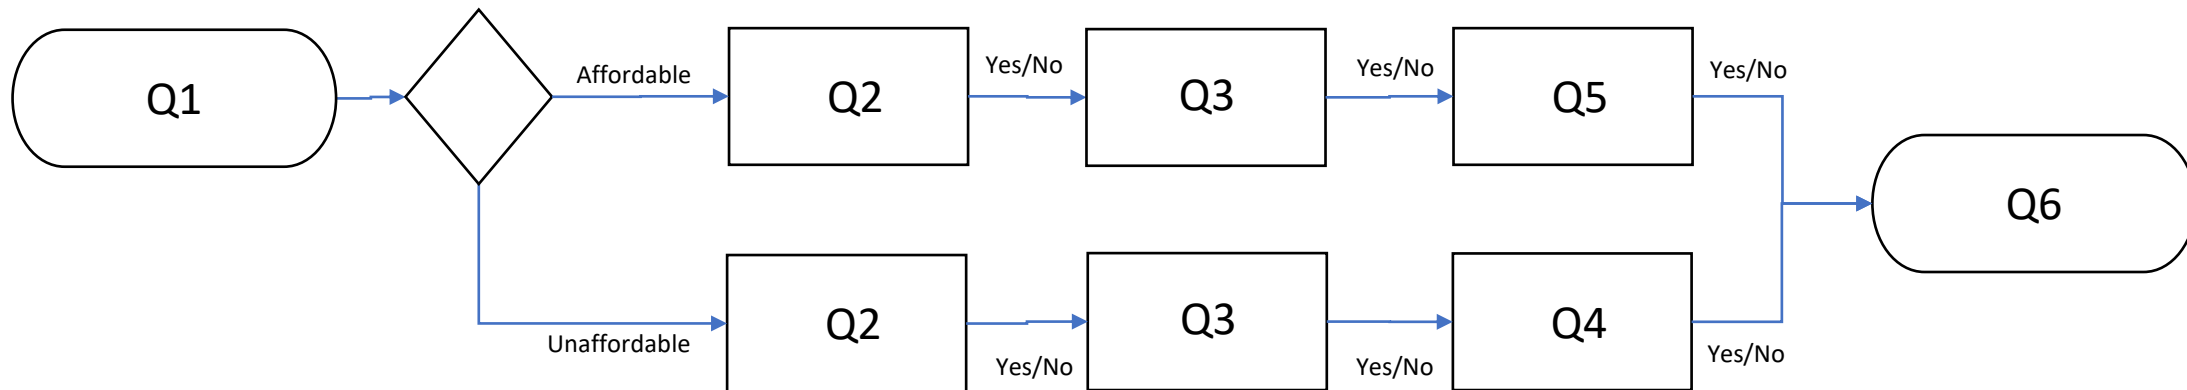 Q1
Affordable
Q2
Yes/No
Q3
Yes/No
Q5
Yes/No
Q6
Unaffordable
Q2
Yes/No
Q3
Yes/No
Q4
Yes/No